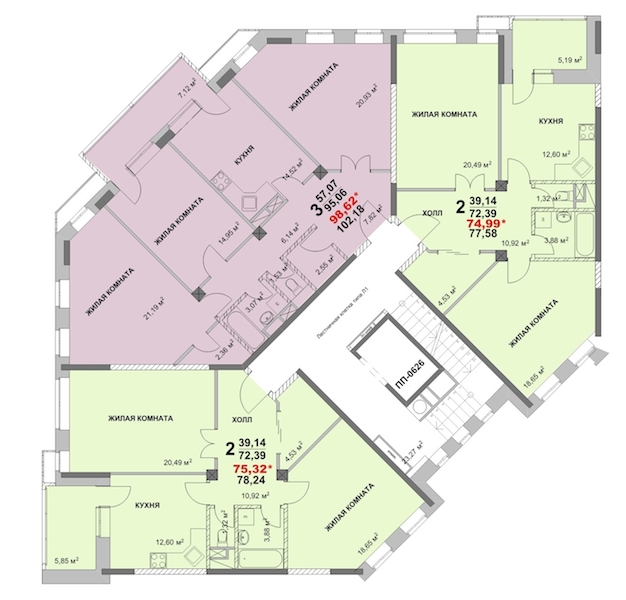 7,12 м²
ЖИЛАЯ КОМНАТА
20,93 м²
КУХНЯ
14,52 м²
ЖИЛАЯ КОМНАТА
14,95 м²
ЖИЛАЯ КОМНАТА
21,19 м²
3
57,07
95,06
98,62*
102,18
7,82 м²
6,14 м²
2,55 м²
1,53 м²
3,07 м²
2,36 м²
ЖИЛАЯ КОМНАТА
20,49 м²
5,19 м²
КУХНЯ
12,60 м²
ХОЛЛ
2
39,14
72,39
74,99*
77,58
10,92 м²
1,32 м²
3,88 м²
4,53 м²
ЖИЛАЯ КОМНАТА
18,65 м²
Лестничная клетка типа Л1
ПП-0626
23,27 м²
ЖИЛАЯ КОМНАТА
20,49 м²
ХОЛЛ
2
39,14
72,39
75,32*
78,24
10,92 м²
4,53 м²
КУХНЯ
12,60 м²
5,85 м²
1,32 м²
3,88 м²
ЖИЛАЯ КОМНАТА
18,65 м²